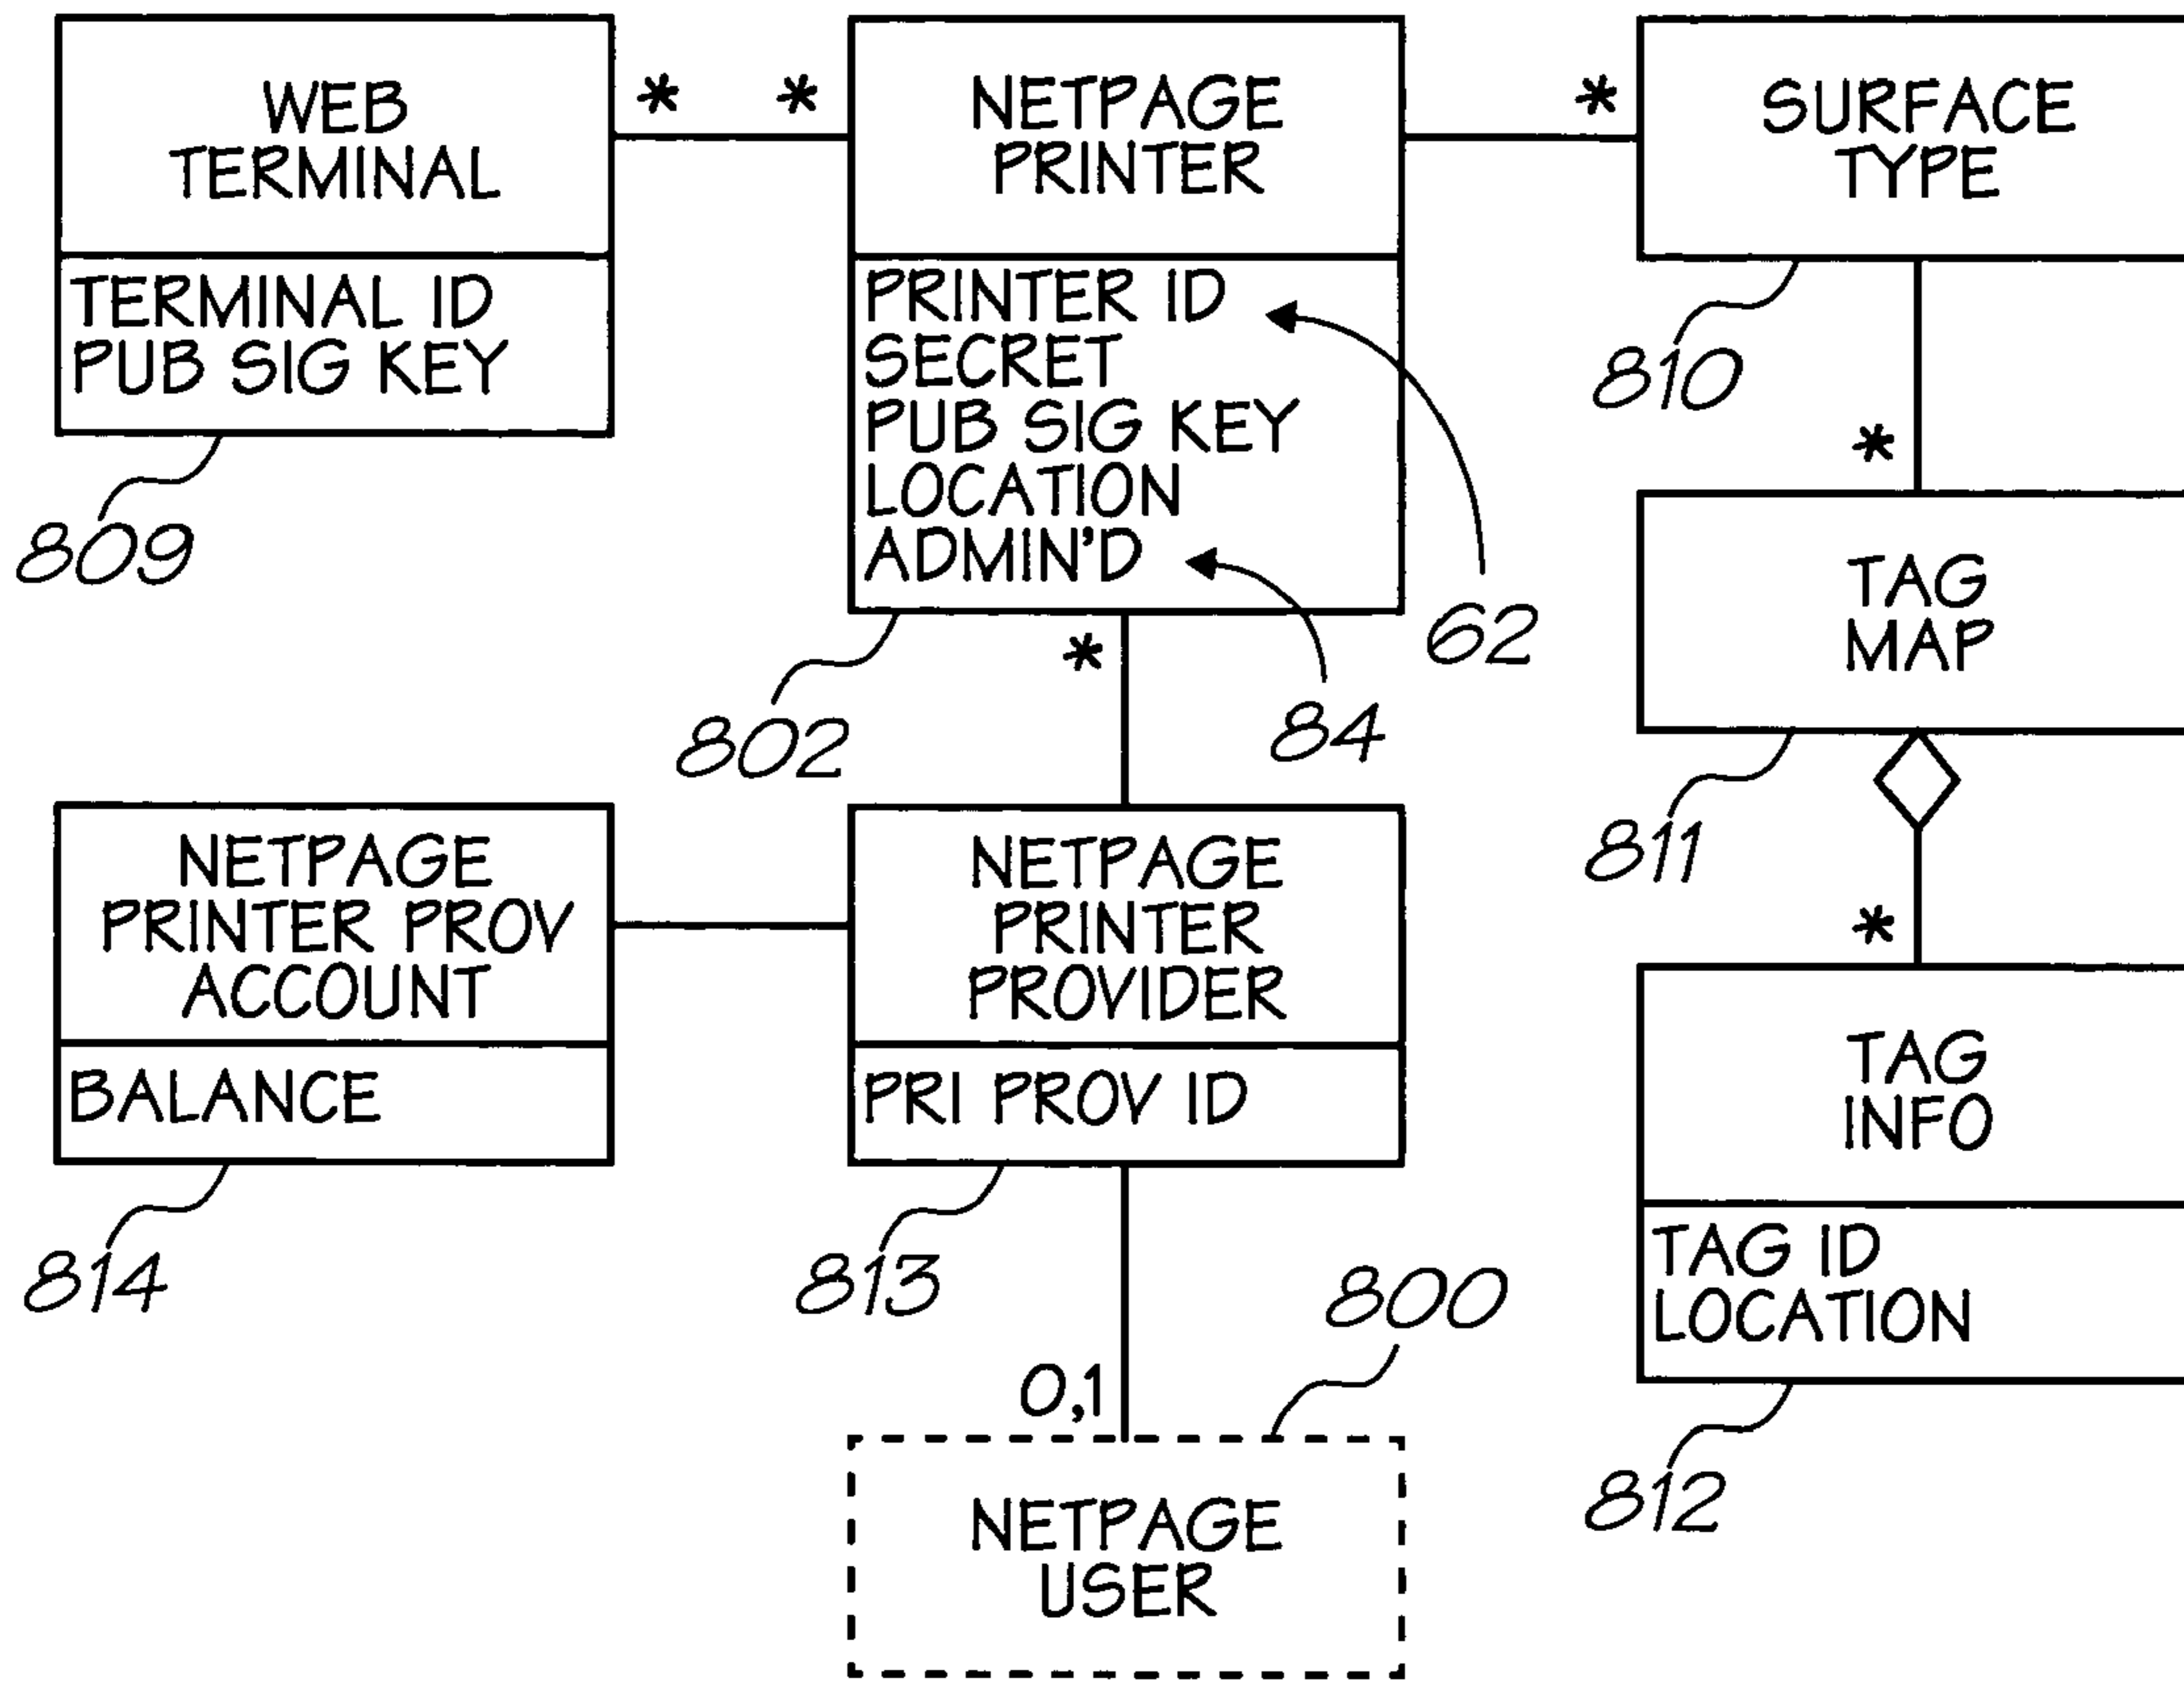 WEB
TERMINAL
TERMINAL ID
PUB SIG KEY
809
*
*
NETPAGE
PRINTER
PRINTER ID
SECRET
PUB SIG KEY
LOCATION
ADMIN'D
62
84
802
*
*
SURFACE
TYPE
810
*
TAG
MAP
811
*
TAG
INFO
TAG ID
LOCATION
812
NETPAGE
PRINTER PROV
ACCOUNT
BALANCE
814
NETPAGE
PRINTER
PROVIDER
PRI PROV ID
813
800
0,1
NETPAGE
USER